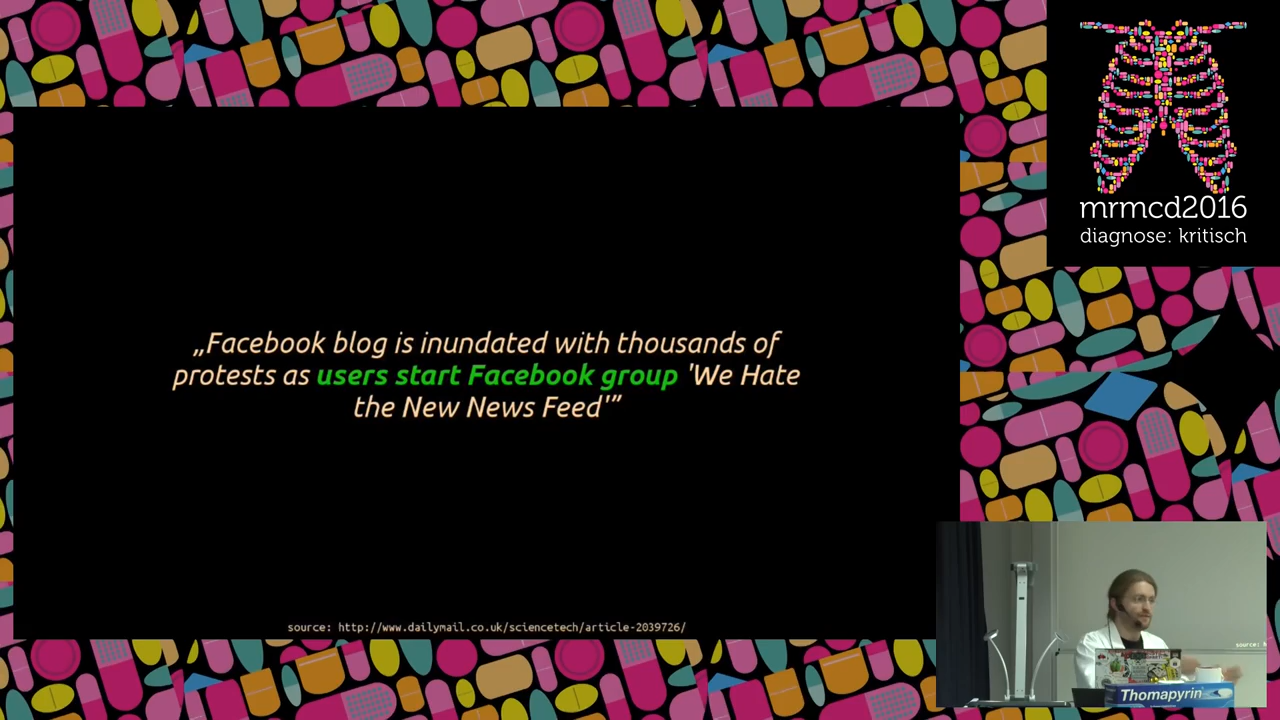 mrmcd2016
diagnose: kritisch
„Facebook blog is inundated with thousands of
protests as users start Facebook group 'We Hate
the New News Feed'”
source: http://www.dailymail.co.uk/sciencetech/article-2039726/
source: h
Thomapyrin